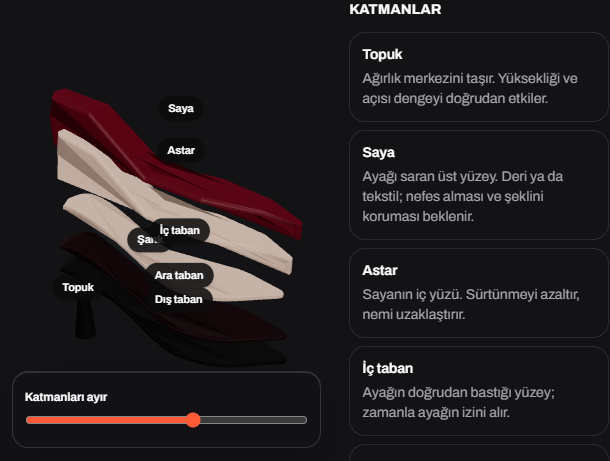 KATMANLAR
Saya
Astar
İç taban
Ara taban
Dış taban
Topuk
Katmanları ayır
Topuk
Ağırlık merkezini taşır. Yüksekliği ve
açısı dengeyi doğrudan etkiler.
Saya
Ayağı saran üst yüzey. Deri ya da
tekstil; nefes alması ve şeklini
koruması beklenir.
Astar
Sayanın iç yüzü. Sürtünmeyi azaltır,
nemi uzaklaştırır.
İç taban
Ayağın doğrudan bastığı yüzey;
zamanla ayağın izini alır.